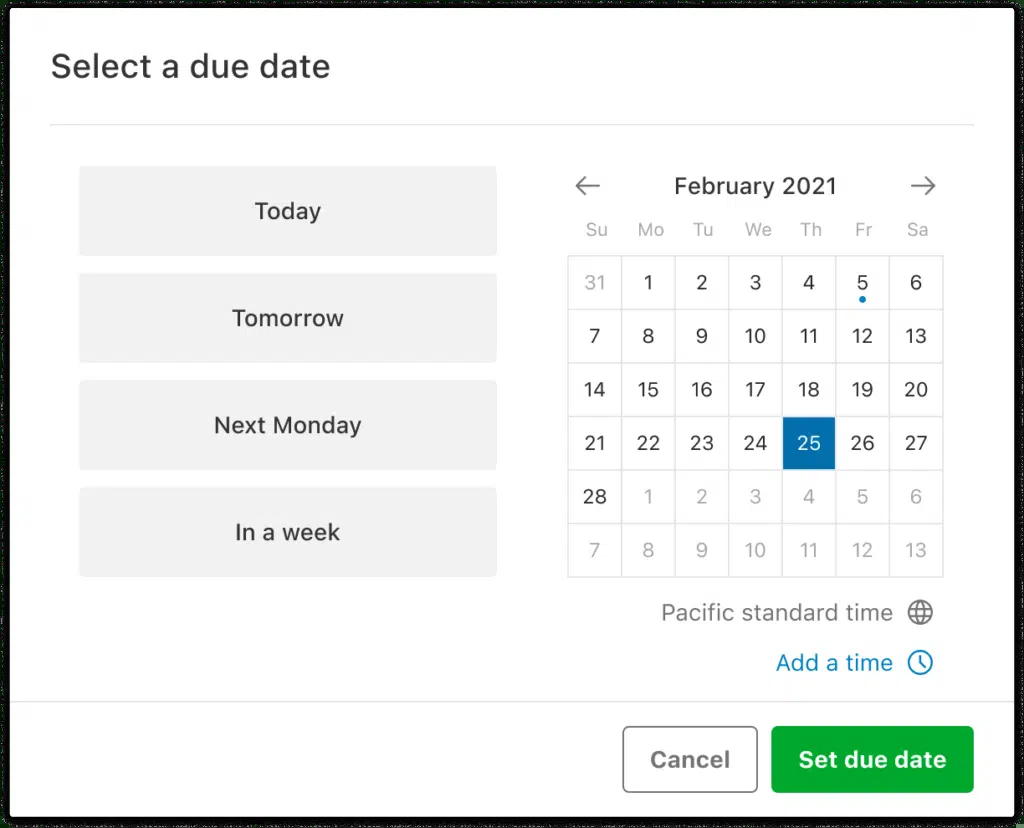 Select a due date
Today
Tomorrow
Next Monday
In a week
February 2021
Su Mo Tu We Th Fr Sa
31 1 2 3 4 5 6
7 8 9 10 11 12 13
14 15 16 17 18 19 20
21 22 23 24 25 26 27
28 1 2 3 4 5 6
7 8 9 10 11 12 13
Pacific standard time
Add a time
Cancel Set due date